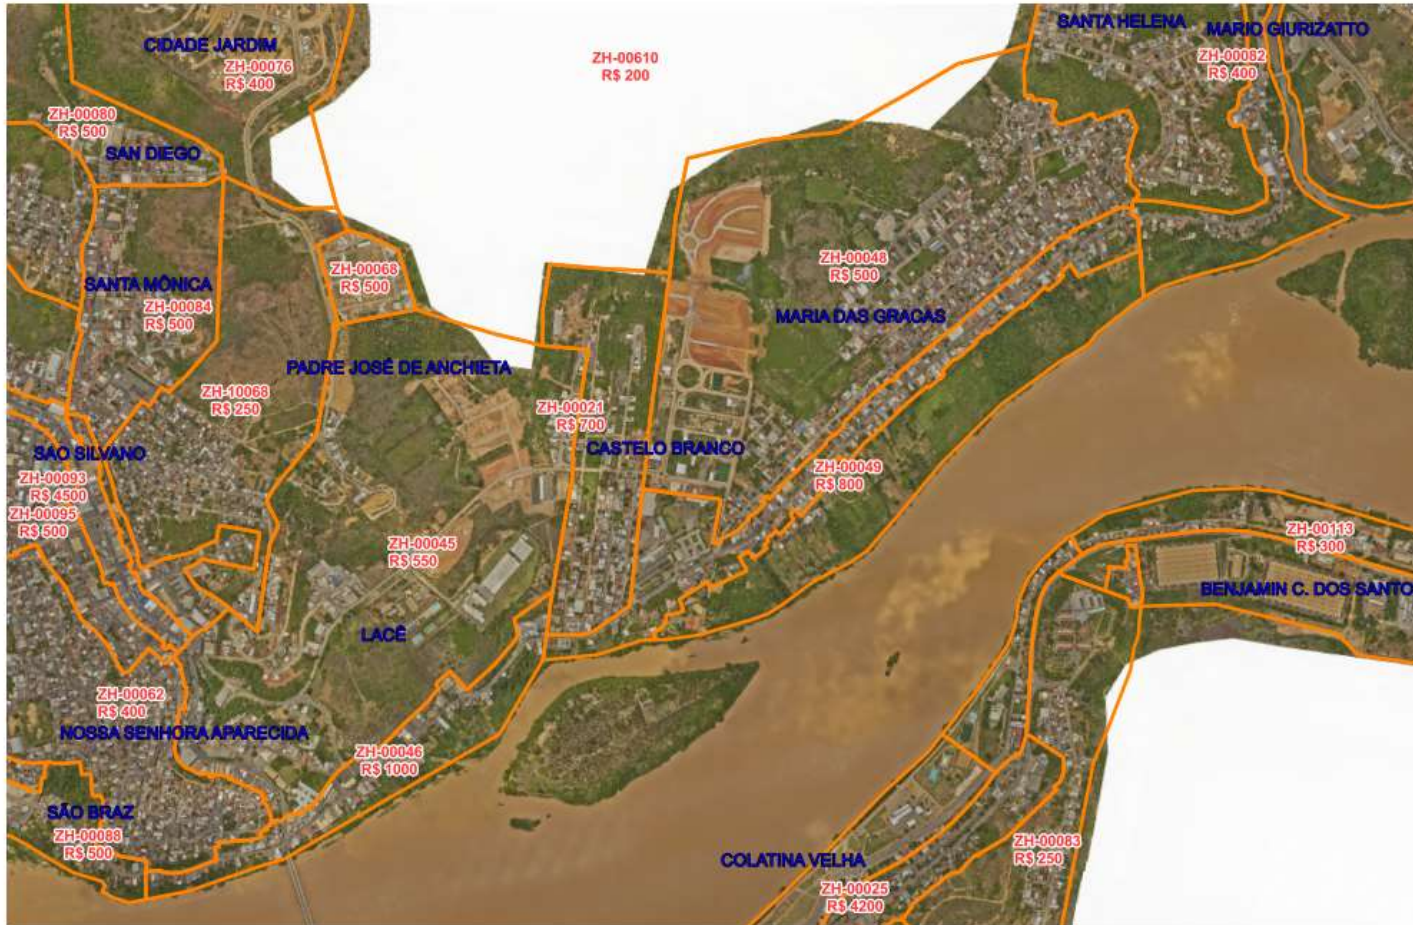 CIDADE JARDIM
ZH-00076
R$ 400
ZH-00610
R$ 200
SANTA HELENA
MARIO GIURIZATTO
ZH-00082
R$ 400
ZH-00080
R$ 500
SAN DIEGO
SANTA MÔNICA
ZH-00084
R$ 500
ZH-00068
R$ 500
ZH-00048
R$ 500
MARIA DAS GRACAS
PADRE JOSÉ DE ANCHIETA
ZH-10068
R$ 250
ZH-00021
R$ 700
CASTELO BRANCO
SAO SILVANO
ZH-00093
R$ 4500
ZH-00095
R$ 500
ZH-00049
R$ 800
ZH-00045
R$ 550
ZH-00113
R$ 300
BENJAMIN C. DOS SANTO
LACÊ
ZH-00062
R$ 400
NOSSA SENHORA APARECIDA
ZH-00046
R$ 1000
SÃO BRAZ
ZH-00088
R$ 500
ZH-00083
R$ 250
COLATINA VELHA
ZH-00025
R$ 4200